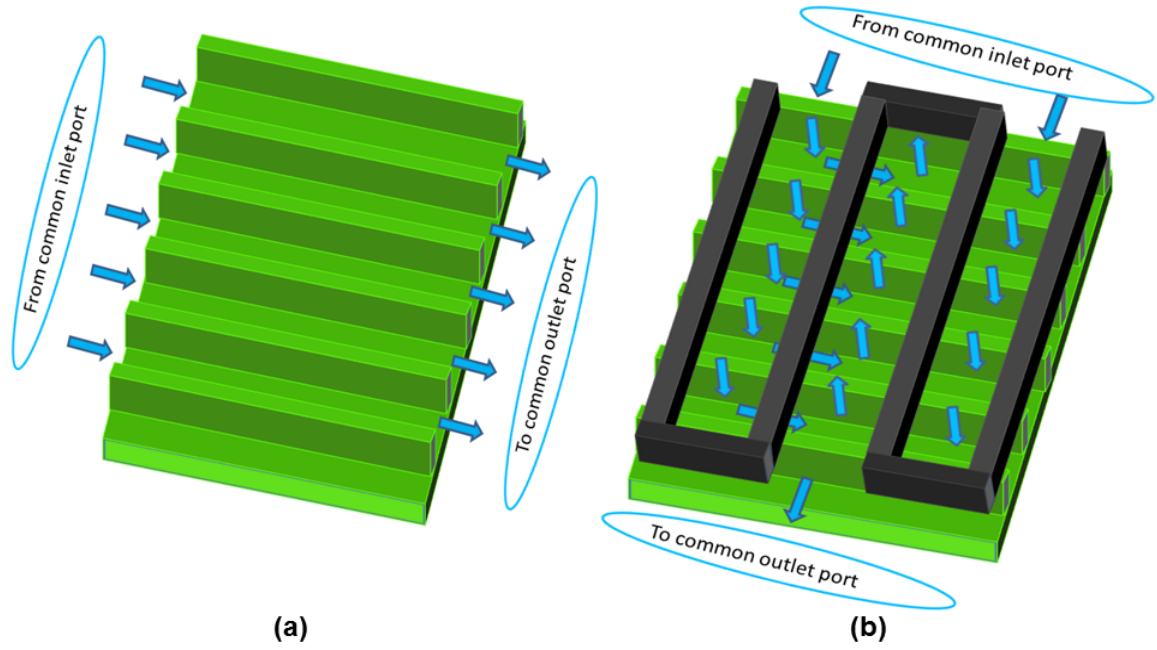 From common inlet port
To common outlet port
From common inlet port
To common outlet port
(a)
(b)